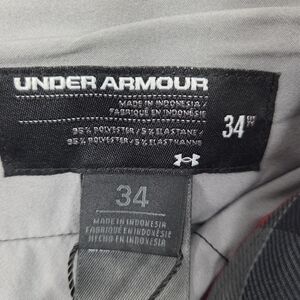 UNDER ARMOUR
MADE IN INDONESIA /
FABRIQUÉ EN INDONÉSIE
34
95% POLYESTER / 5% ELASTANE /
95% POLYESTER / 5% ÉLASTHANNE
34
MADE IN INDONESIA
FABRIQUÉ EN INDONÉSIE
HECHO EN INDONESIA